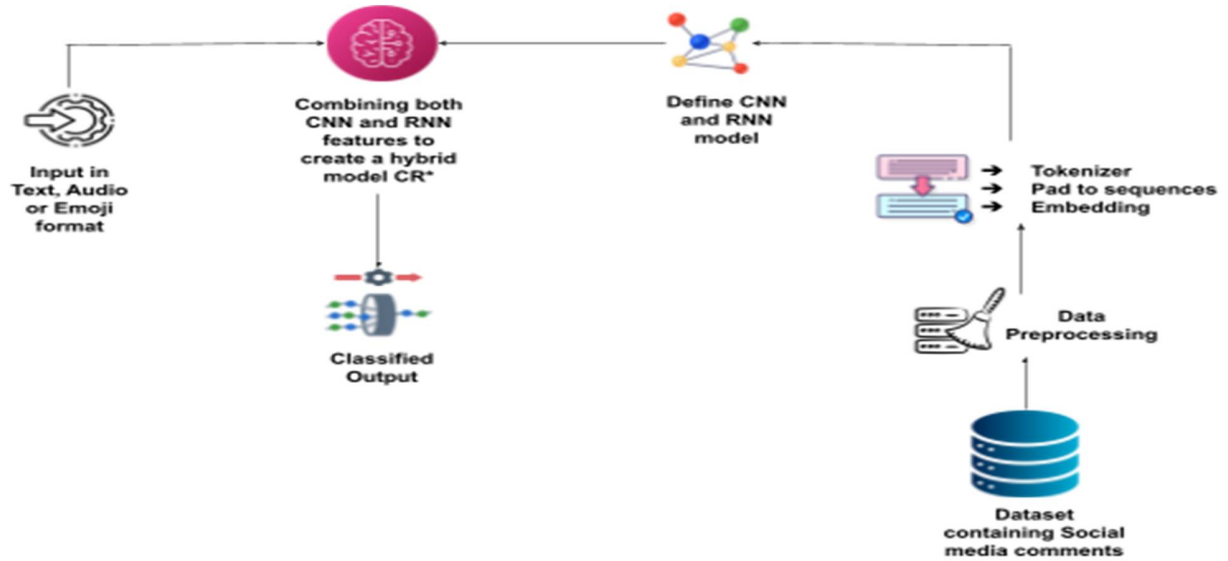 Combining both
CNN and RNN
features to
create a hybrid
model CR*
Define CNN
and RNN
model
Input in
Text, Audio
or Emoji
format
Tokenizer
Pad to sequences
Embedding
Data
Preprocessing
Classified
Output
Dataset
containing Social
media comments